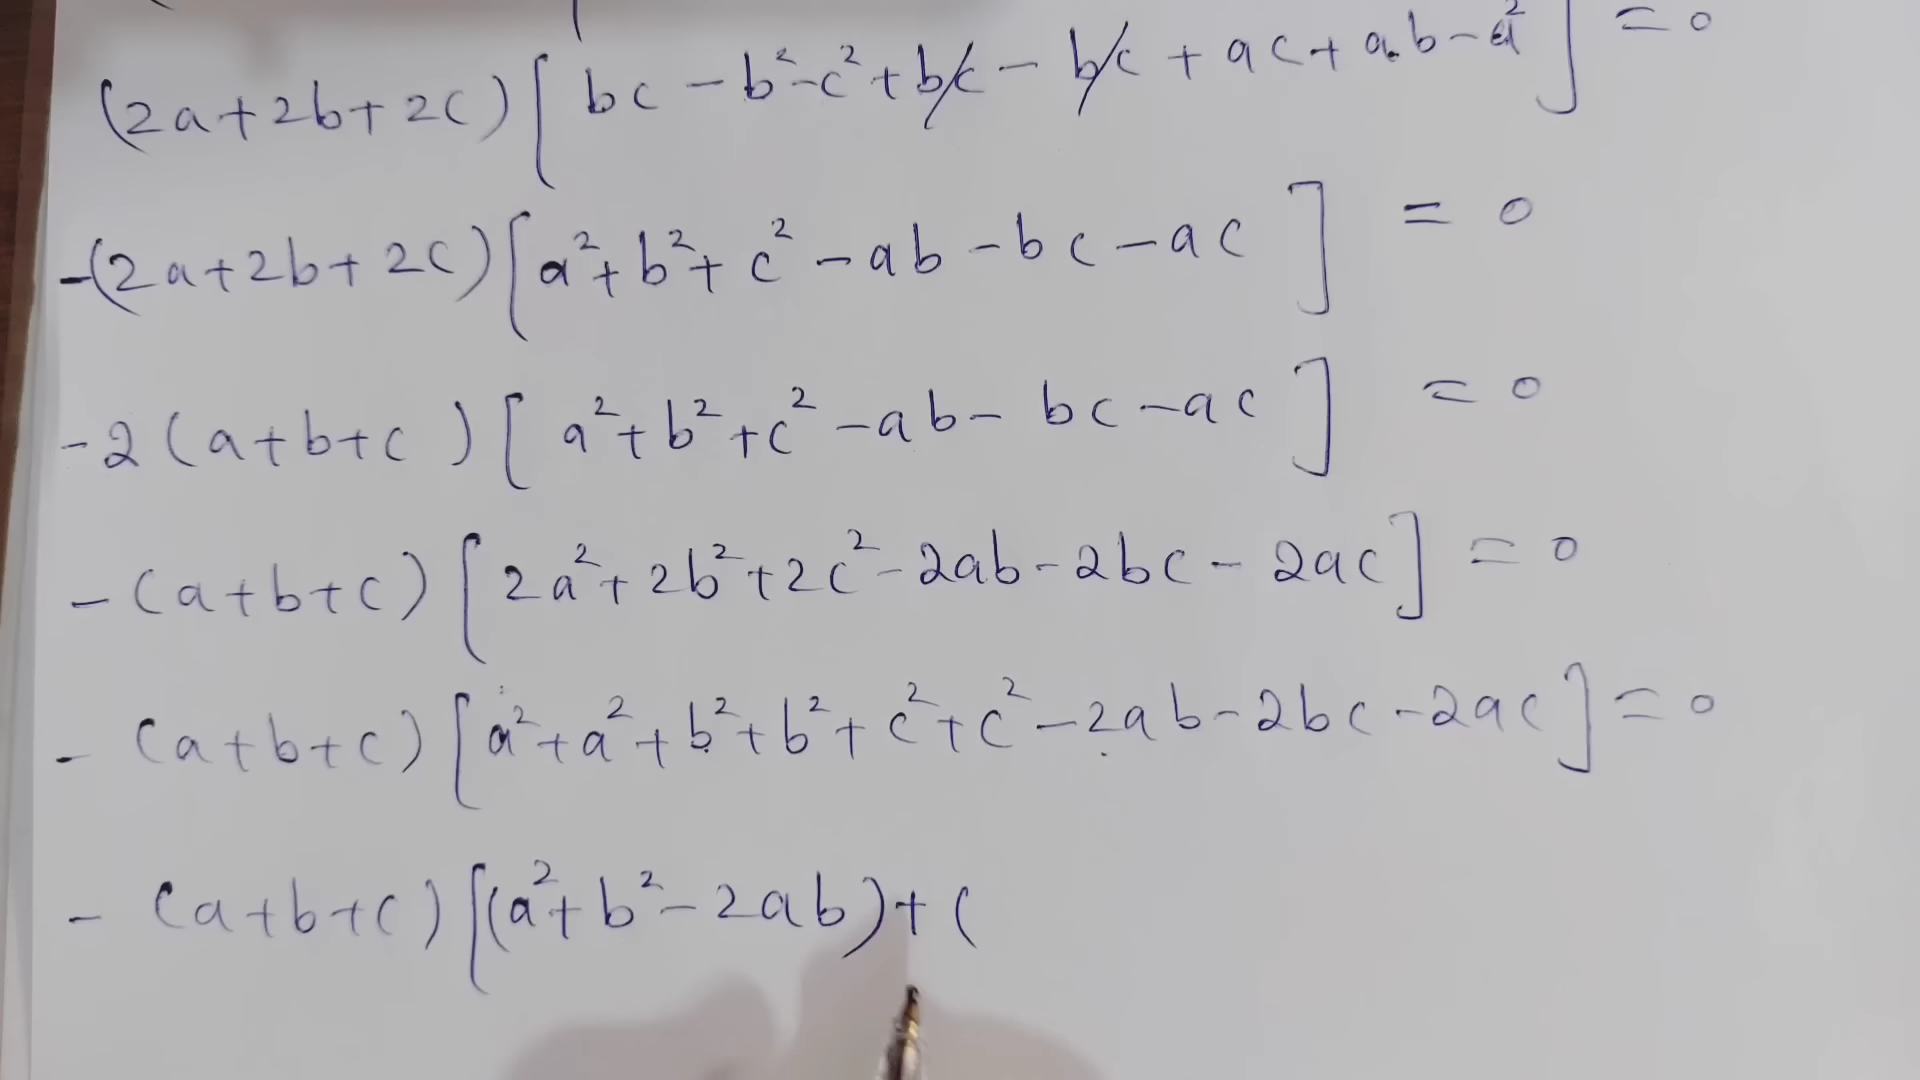 (2a+2b+2c)[bc-b²-c²+bc-bc+ac+ab-a²]=0
-(2a+2b+2c)[a²+b²+c²-ab-bc-ac]=0
-2(a+b+c)[a²+b²+c²-ab-bc-ac]=0
-(a+b+c)[2a²+2b²+2c²-2ab-2bc-2ac]=0
-(a+b+c)[a²+a²+b²+b²+c²+c²-2ab-2bc-2ac]=0
-(a+b+c)[(a²+b²-2ab)+(